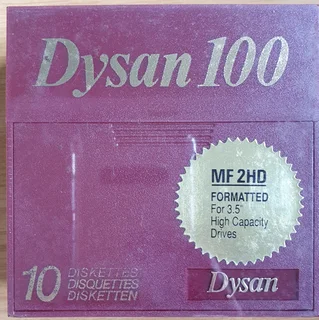 Dysan 100
MF 2HD
FORMATTED
For 3.5"
High Capacity
Drives
10 DISKETTES
DISQUETTES
DISKETTEN
Dysan